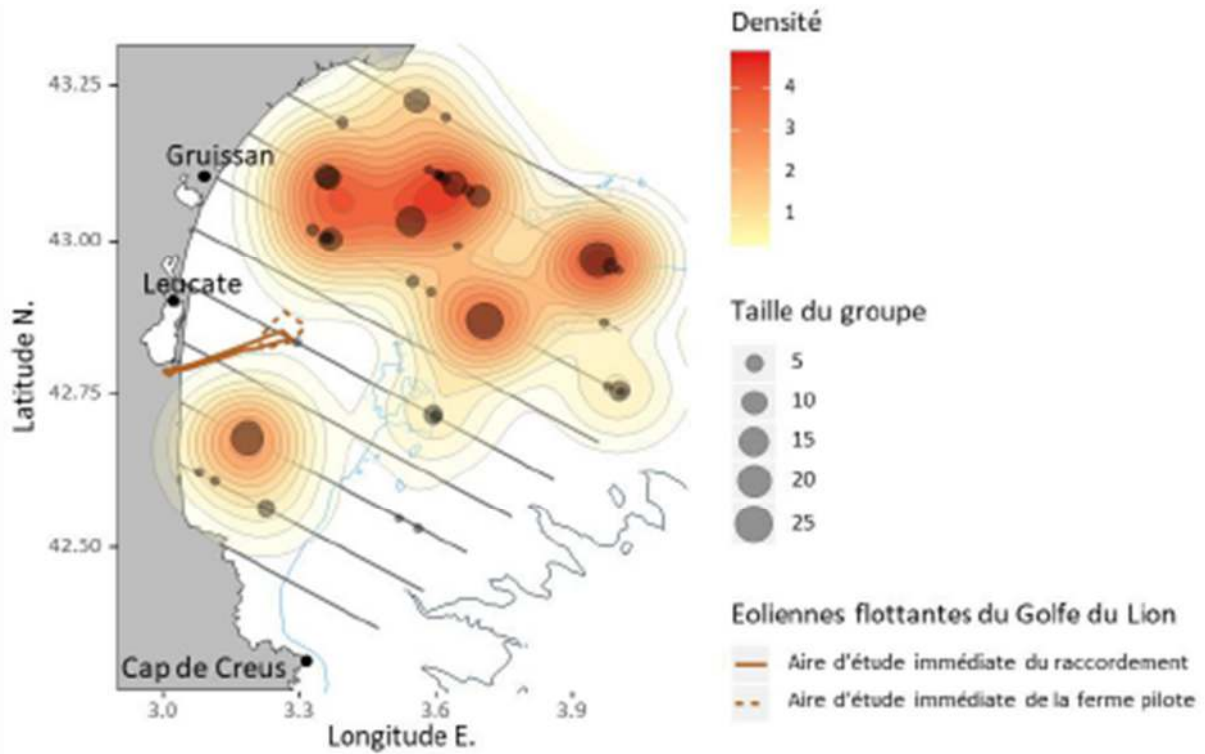 Densité
4
3
2
1
Taille du groupe
5
10
15
20
25
Eoliennes flottantes du Golfe du Lion
Aire d'étude immédiate du raccordement
Aire d'étude immédiate de la ferme pilote
Latitude N.
43.25
43.00
42.75
42.50
Gruissan
Leucate
Cap de Creus
3.0
3.3
3.6
3.9
Longitude E.